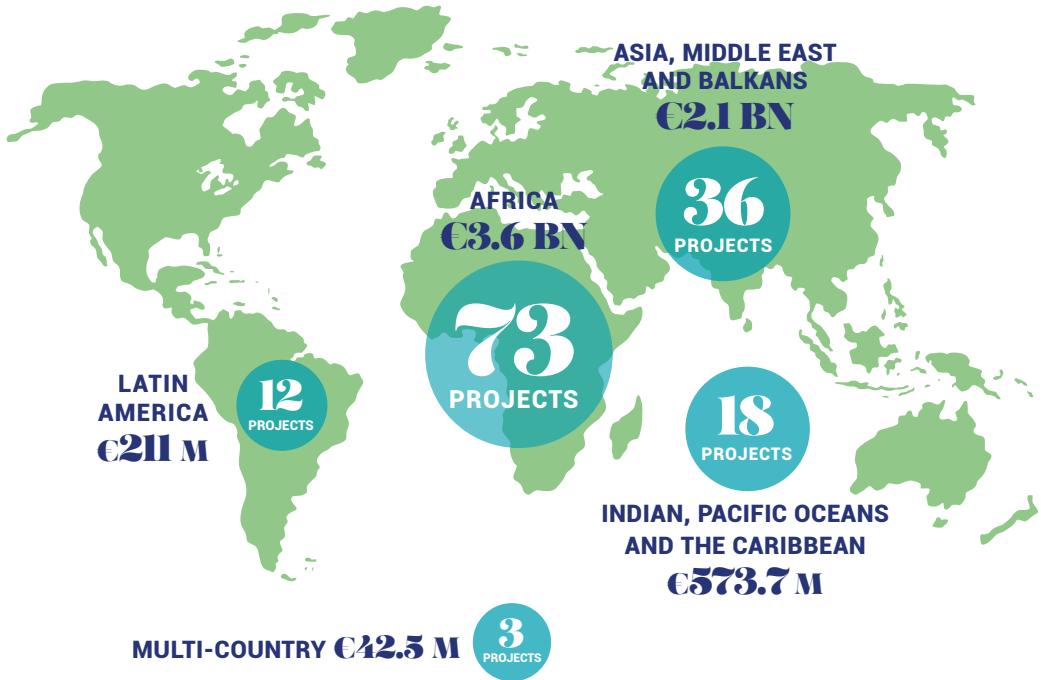 ASIA, MIDDLE EAST
AND BALKANS
€2.1 BN
36
PROJECTS
AFRICA
€3.6 BN
73
PROJECTS
LATIN
AMERICA
€211 M
12
PROJECTS
18
PROJECTS
INDIAN, PACIFIC OCEANS
AND THE CARIBBEAN
€573.7 M
MULTI-COUNTRY €42.5 M
3
PROJECTS